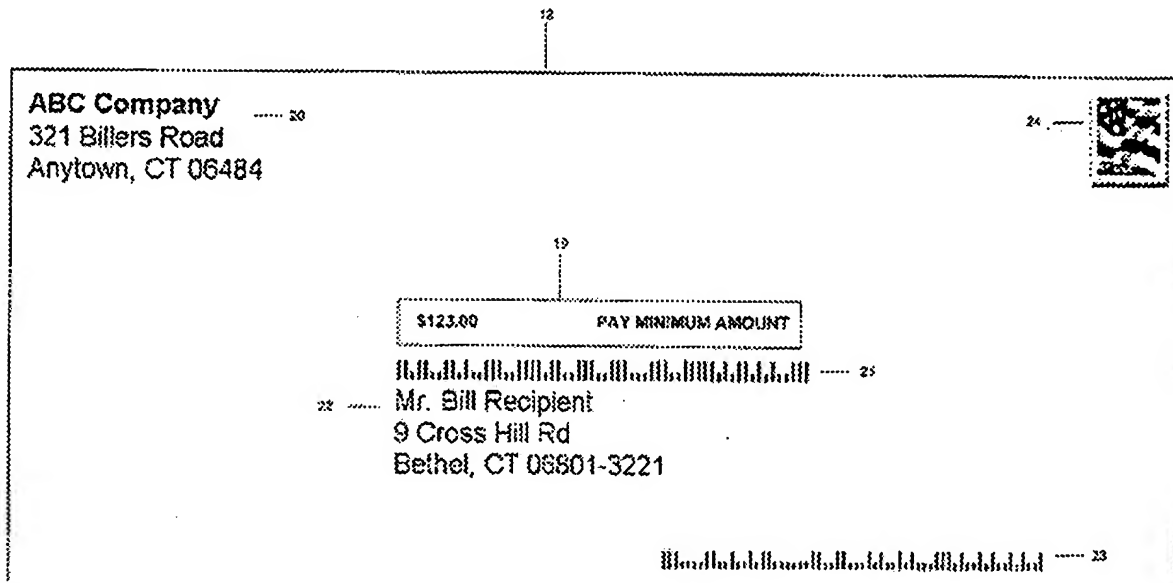 12
ABC Company 20
321 Billers Road
Anytown, CT 06484
24
19
$123.00 PAY MINIMUM AMOUNT
25
22 Mr. Bill Recipient
9 Cross Hill Rd
Bethel, CT 06801-3221
23